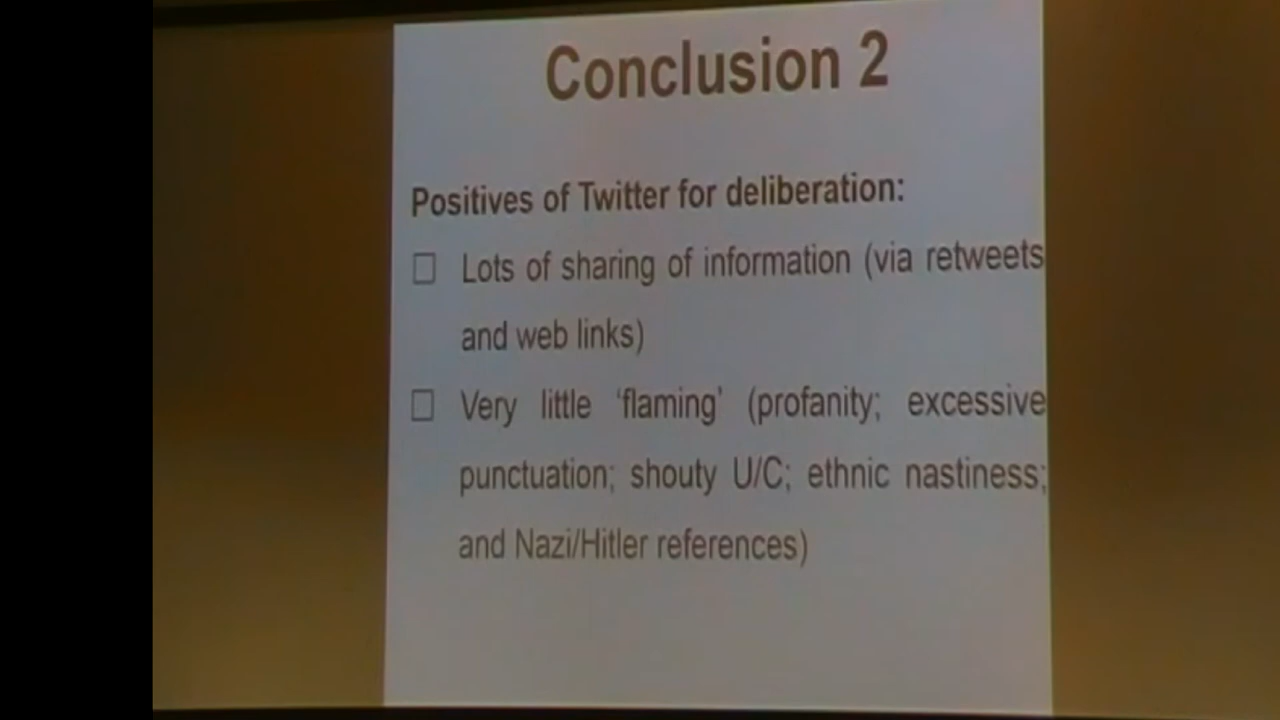 Conclusion 2
Positives of Twitter for deliberation:
Lots of sharing of information (via retweets
and web links)
Very little 'flaming' (profanity; excessive
punctuation; shouty U/C; ethnic nastiness;
and Nazi/Hitler references)